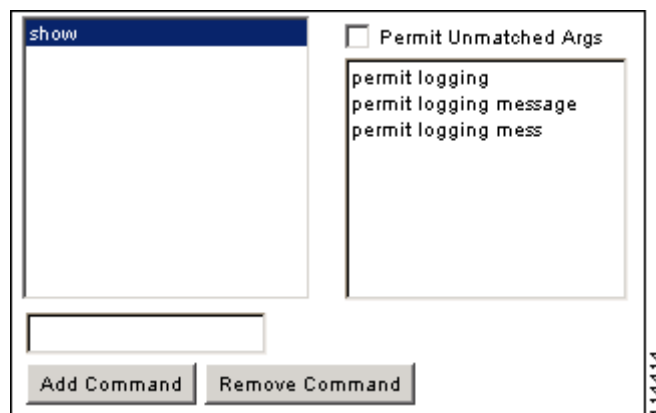 show
Permit Unmatched Args
permit logging
permit logging message
permit logging mess
Add Command
Remove Command